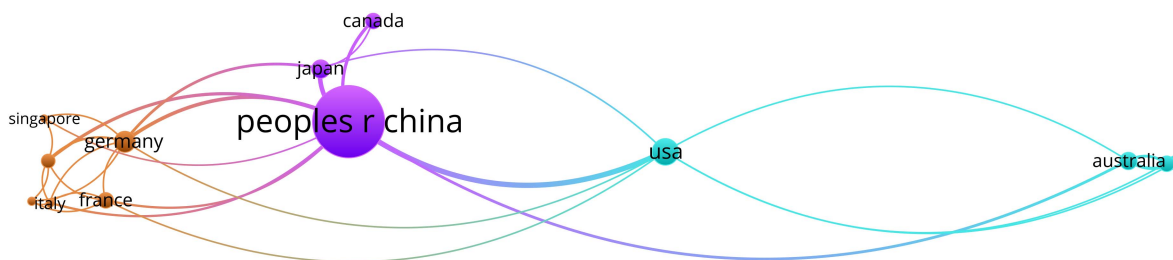 canada
japan
singapore
peoples r china
germany
usa
australia
italy
france